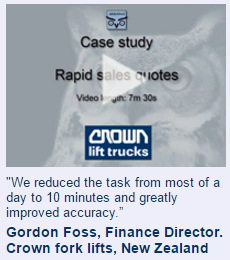 Case study
Rapid sales quotes
Video length: 7m 30s
CROWN
lift trucks
"We reduced the task from most of a
day to 10 minutes and greatly
improved accuracy.”
Gordon Foss, Finance Director.
Crown fork lifts, New Zealand